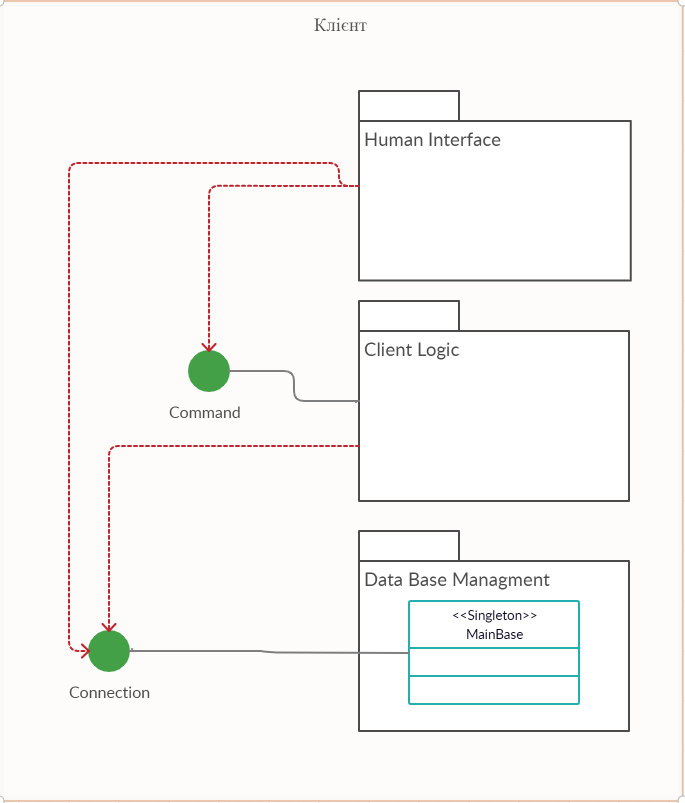 Клієнт
Human Interface
Client Logic
Command
Data Base Managment
<<Singleton>>
MainBase
Connection